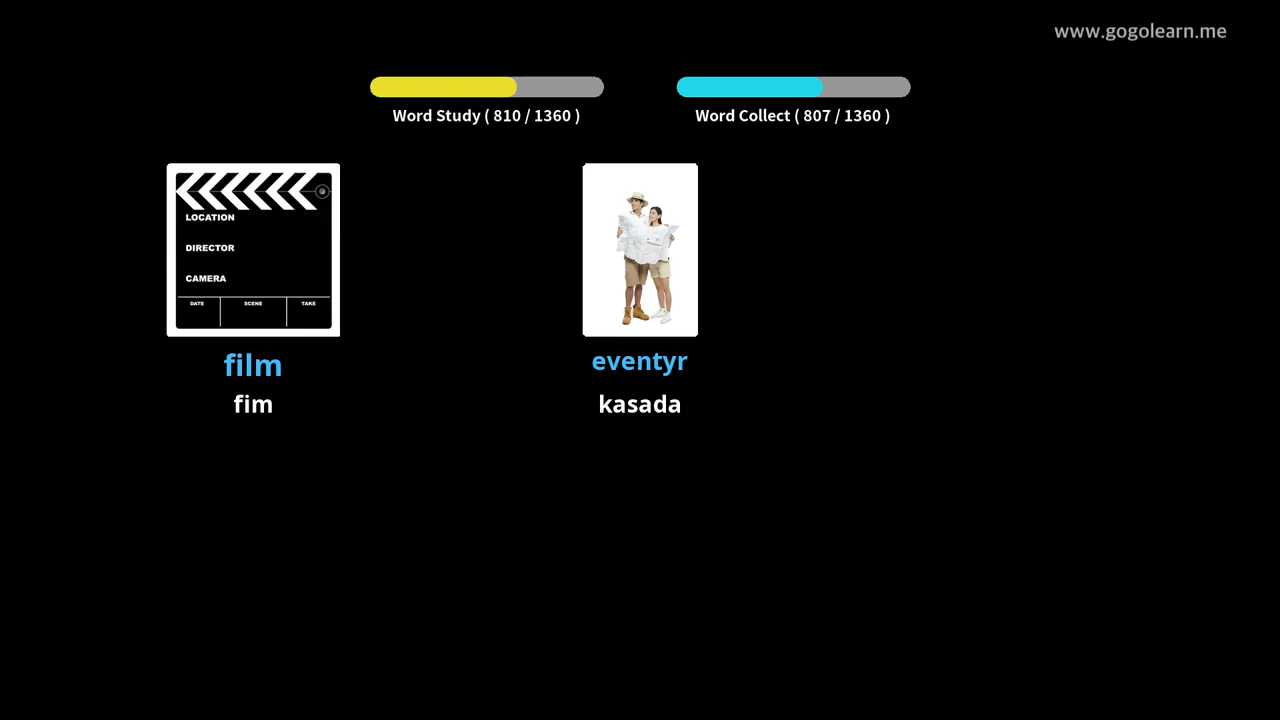 www.gogolearn.me
Word Study ( 810 / 1360 )
Word Collect ( 807 / 1360 )
LOCATION
DIRECTOR
CAMERA
DATE SCENE TAKE
film
fim
eventyr
kasada